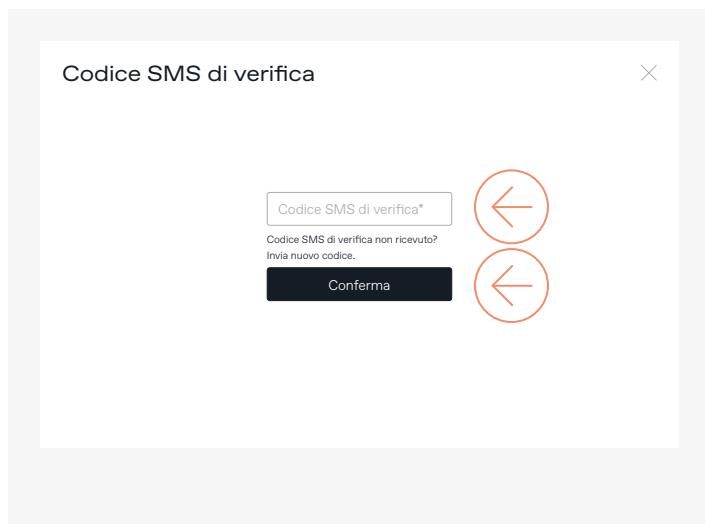 Codice SMS di verifica
Codice SMS di verifica*
Codice SMS di verifica non ricevuto?
Invia nuovo codice.
Conferma